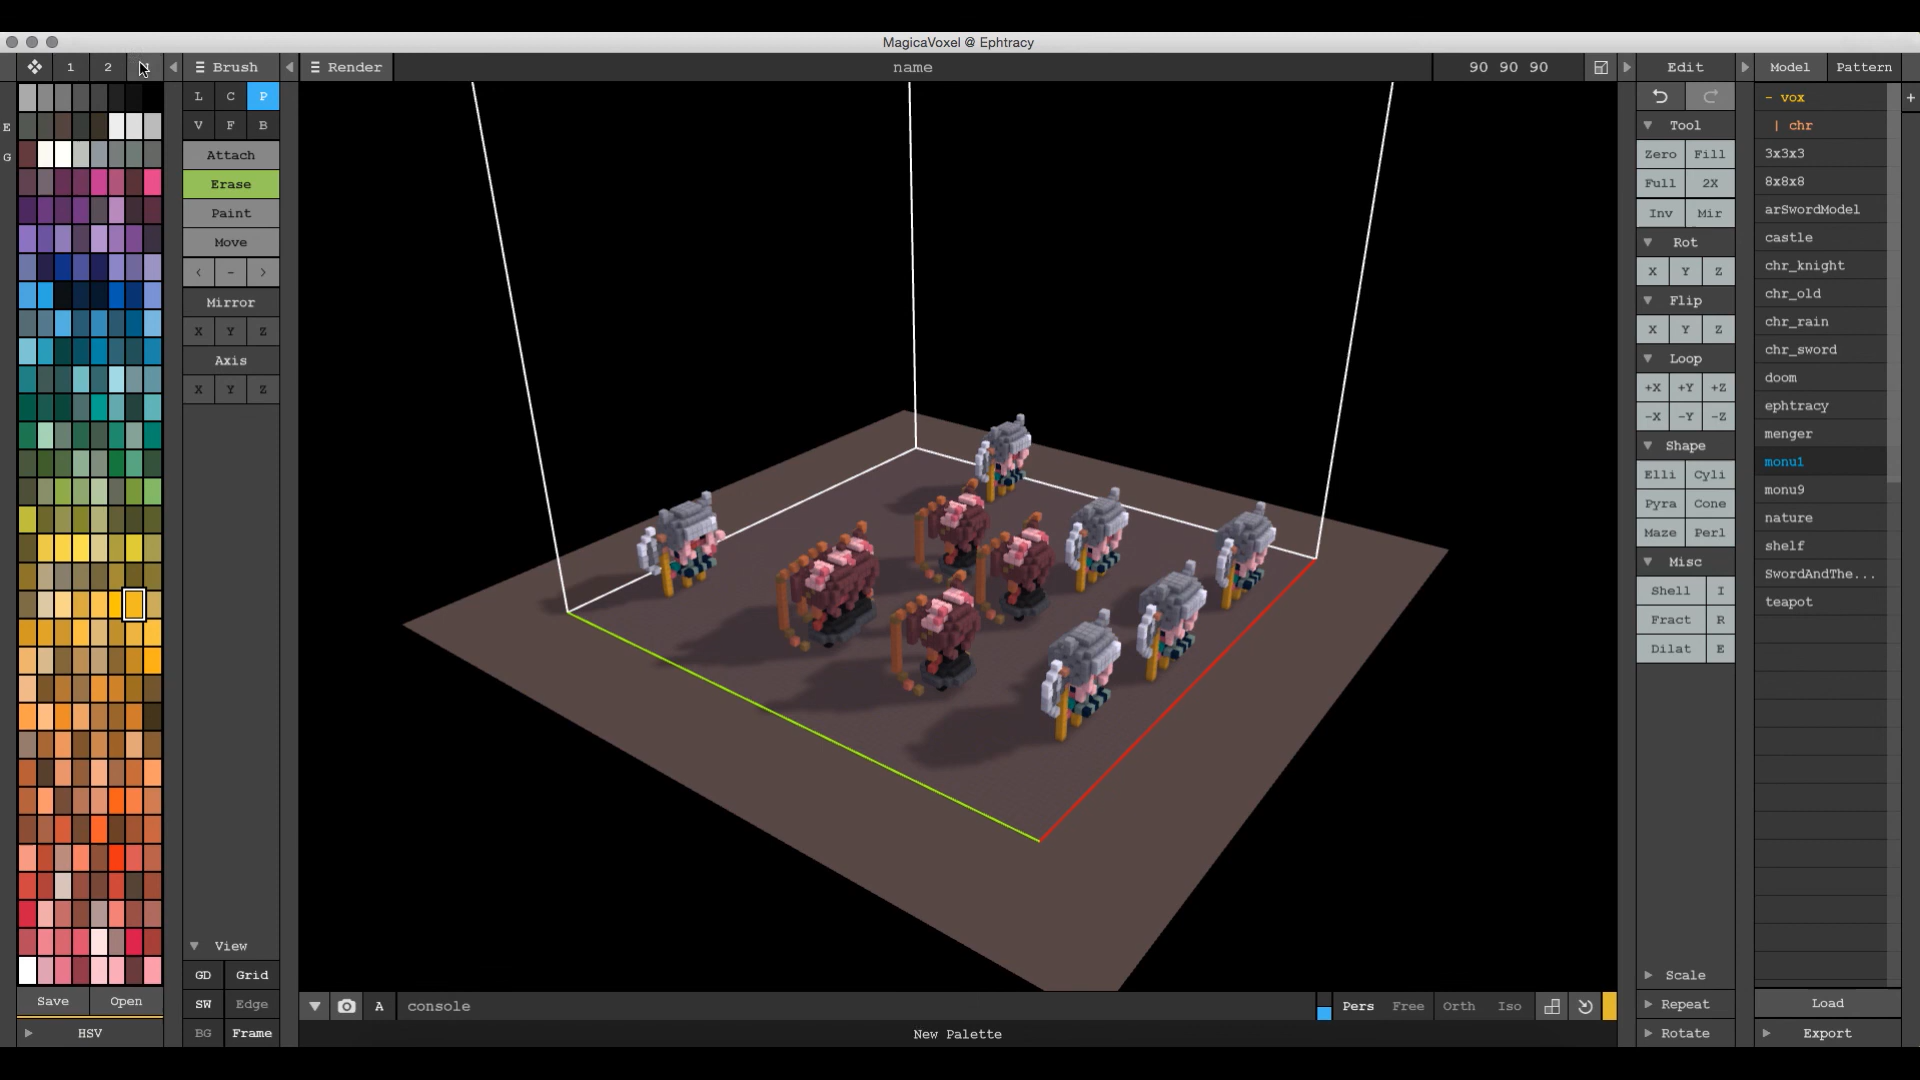 MagicaVoxel @ Ephtracy
1 2
Brush
Render
name
90 90 90
Edit
Model Pattern
L C P
V F B
E
G
Attach
Erase
Paint
Move
< - >
Mirror
X Y Z
Axis
X Y Z
View
GD Grid
SW Edge
BG Frame
Save Open
HSV
A console
Pers Free Orth Iso
New Palette
Tool
Zero Fill
Full 2X
Inv Mir
Rot
X Y Z
Flip
X Y Z
Loop
+X +Y +Z
-X -Y -Z
Shape
Elli Cyli
Pyra Cone
Maze Perl
Misc
Shell I
Fract R
Dilat E
Scale
Repeat
Rotate
- vox
| chr
3x3x3
8x8x8
arSwordModel
castle
chr_knight
chr_old
chr_rain
chr_sword
doom
ephtracy
menger
monu1
monu9
nature
shelf
SwordAndThe...
teapot
Load
Export
+